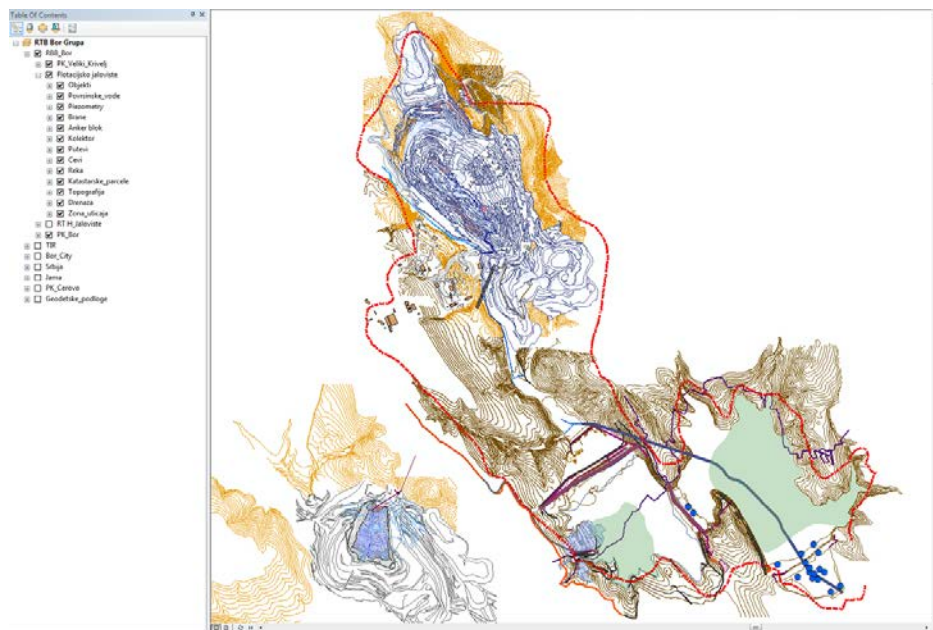 Table Of Contents
RTB Bor Grupa
RBB_Bor
PK_Veliki_Krivelj
Flotacijsko jaloviste
Objekti
Povrsinske_vode
Piezometry
Brane
Anker blok
Kolektor
Putevi
Cevi
Reka
Katastarske_parcele
Topografija
Drenaza
Zona_uticaja
RT H_Jaloviste
PK_Bor
TIR
Bor_City
Srbija
Jama
PK_Cerovo
Geodetske_podloge